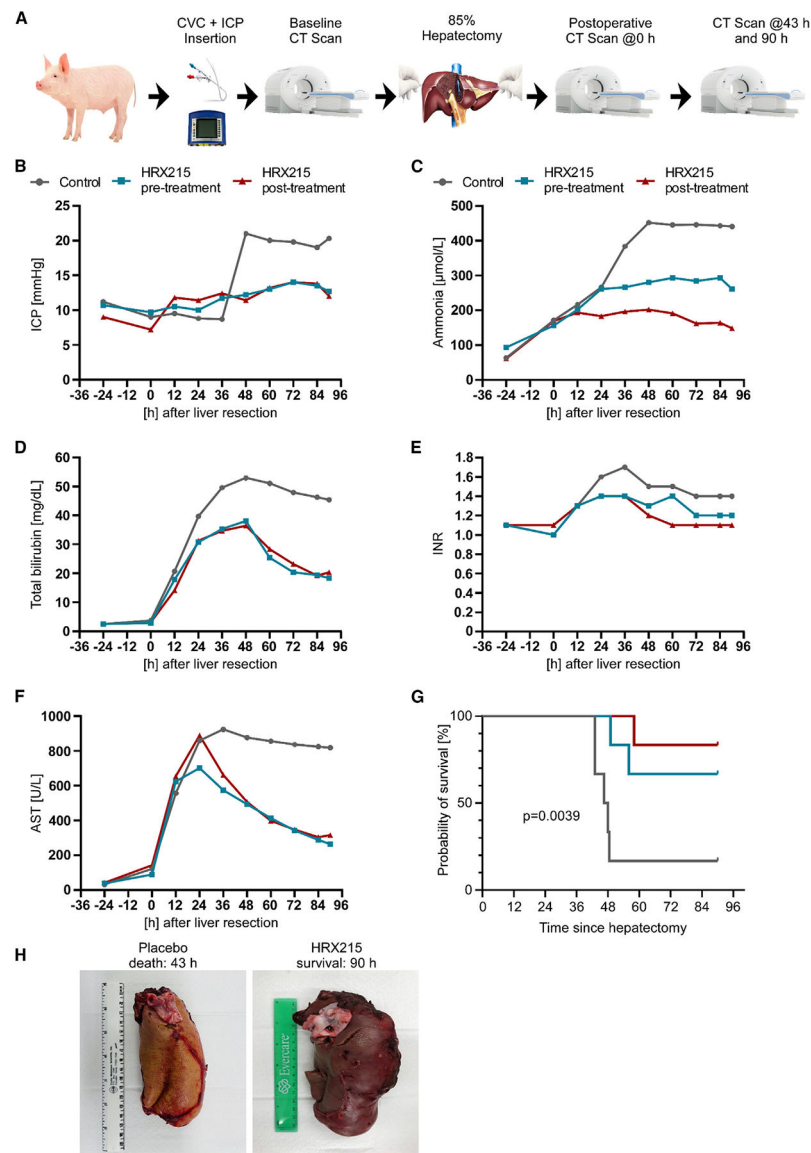 A
CVC + ICP
Insertion
Baseline
CT Scan
85%
Hepatectomy
Postoperative
CT Scan @0 h
CT Scan @43 h
and 90 h
B
Control
HRX215
pre-treatment
HRX215
post-treatment
ICP [mmHg]
25
20
15
10
5
0
-36 -24 -12 0 12 24 36 48 60 72 84 96
[h] after liver resection
C
Control
HRX215
pre-treatment
HRX215
post-treatment
Ammonia [µmol/L]
500
400
300
200
100
0
-36 -24 -12 0 12 24 36 48 60 72 84 96
[h] after liver resection
D
Total bilirubin [mg/dL]
60
50
40
30
20
10
0
-36 -24 -12 0 12 24 36 48 60 72 84 96
[h] after liver resection
E
INR
1.8
1.6
1.4
1.2
1.0
0.8
0.6
0.4
0.2
0
-36 -24 -12 0 12 24 36 48 60 72 84 96
[h] after liver resection
F
AST [U/L]
1000
800
600
400
200
0
-36 -24 -12 0 12 24 36 48 60 72 84 96
[h] after liver resection
G
Probability of survival [%]
100
50
0
p=0.0039
0 12 24 36 48 60 72 84 96
Time since hepatectomy
H
Placebo
death: 43 h
HRX215
survival: 90 h
Evercare